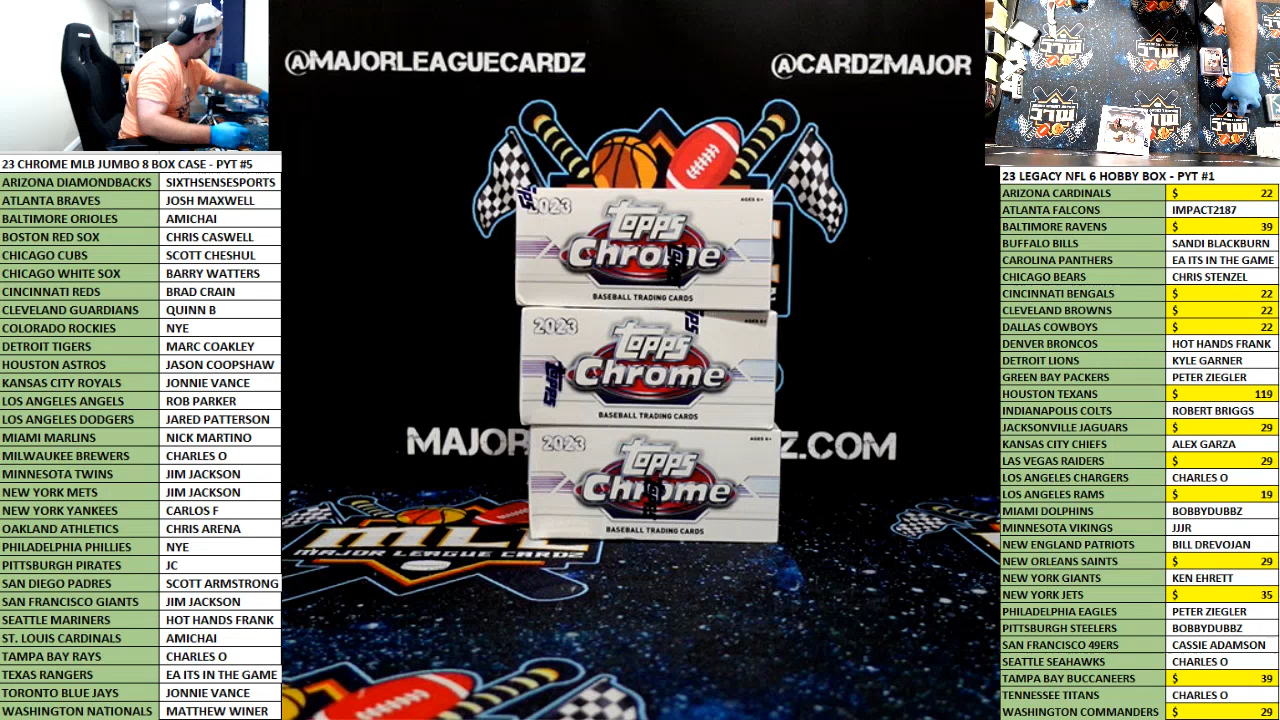 @MAJORLEAGUECARDZ
@CARDZMAJOR
23 CHROME MLB JUMBO 8 BOX CASE - PYT #5
ARIZONA DIAMONDBACKS SIXTHSENSESPORTS
ATLANTA BRAVES JOSH MAXWELL
BALTIMORE ORIOLES AMICHAI
BOSTON RED SOX CHRIS CASWELL
CHICAGO CUBS SCOTT CHESHUL
CHICAGO WHITE SOX BARRY WATTERS
CINCINNATI REDS BRAD CRAIN
CLEVELAND GUARDIANS QUINN B
COLORADO ROCKIES NYE
DETROIT TIGERS MARC COAKLEY
HOUSTON ASTROS JASON COOPSHAW
KANSAS CITY ROYALS JONNIE VANCE
LOS ANGELES ANGELS ROB PARKER
LOS ANGELES DODGERS JARED PATTERSON
MIAMI MARLINS NICK MARTINO
MILWAUKEE BREWERS CHARLES O
MINNESOTA TWINS JIM JACKSON
NEW YORK METS JIM JACKSON
NEW YORK YANKEES CARLOS F
OAKLAND ATHLETICS CHRIS ARENA
PHILADELPHIA PHILLIES NYE
PITTSBURGH PIRATES JC
SAN DIEGO PADRES SCOTT ARMSTRONG
SAN FRANCISCO GIANTS JIM JACKSON
SEATTLE MARINERS HOT HANDS FRANK
ST. LOUIS CARDINALS AMICHAI
TAMPA BAY RAYS CHARLES O
TEXAS RANGERS EA ITS IN THE GAME
TORONTO BLUE JAYS JONNIE VANCE
WASHINGTON NATIONALS MATTHEW WINER
2023
AGES 6+
Topps
Chrome
BASEBALL TRADING CARDS
2023
AGES 6+
Topps
Chrome
BASEBALL TRADING CARDS
2023
AGES 6+
Topps
Chrome
BASEBALL TRADING CARDS
MAJOR
Z.COM
MLC
MAJOR LEAGUE CARDZ
23 LEGACY NFL 6 HOBBY BOX - PYT #1
ARIZONA CARDINALS $ 22
ATLANTA FALCONS IMPACT2187
BALTIMORE RAVENS $ 39
BUFFALO BILLS SANDI BLACKBURN
CAROLINA PANTHERS EA ITS IN THE GAME
CHICAGO BEARS CHRIS STENZEL
CINCINNATI BENGALS $ 22
CLEVELAND BROWNS $ 22
DALLAS COWBOYS $ 22
DENVER BRONCOS HOT HANDS FRANK
DETROIT LIONS KYLE GARNER
GREEN BAY PACKERS PETER ZIEGLER
HOUSTON TEXANS $ 119
INDIANAPOLIS COLTS ROBERT BRIGGS
JACKSONVILLE JAGUARS $ 29
KANSAS CITY CHIEFS ALEX GARZA
LAS VEGAS RAIDERS $ 29
LOS ANGELES CHARGERS CHARLES O
LOS ANGELES RAMS $ 19
MIAMI DOLPHINS BOBBYDUBBZ
MINNESOTA VIKINGS JJJR
NEW ENGLAND PATRIOTS BILL DREVOJAN
NEW ORLEANS SAINTS $ 29
NEW YORK GIANTS KEN EHRETT
NEW YORK JETS $ 35
PHILADELPHIA EAGLES PETER ZIEGLER
PITTSBURGH STEELERS BOBBYDUBBZ
SAN FRANCISCO 49ERS CASSIE ADAMSON
SEATTLE SEAHAWKS CHARLES O
TAMPA BAY BUCCANEERS $ 39
TENNESSEE TITANS CHARLES O
WASHINGTON COMMANDERS $ 29